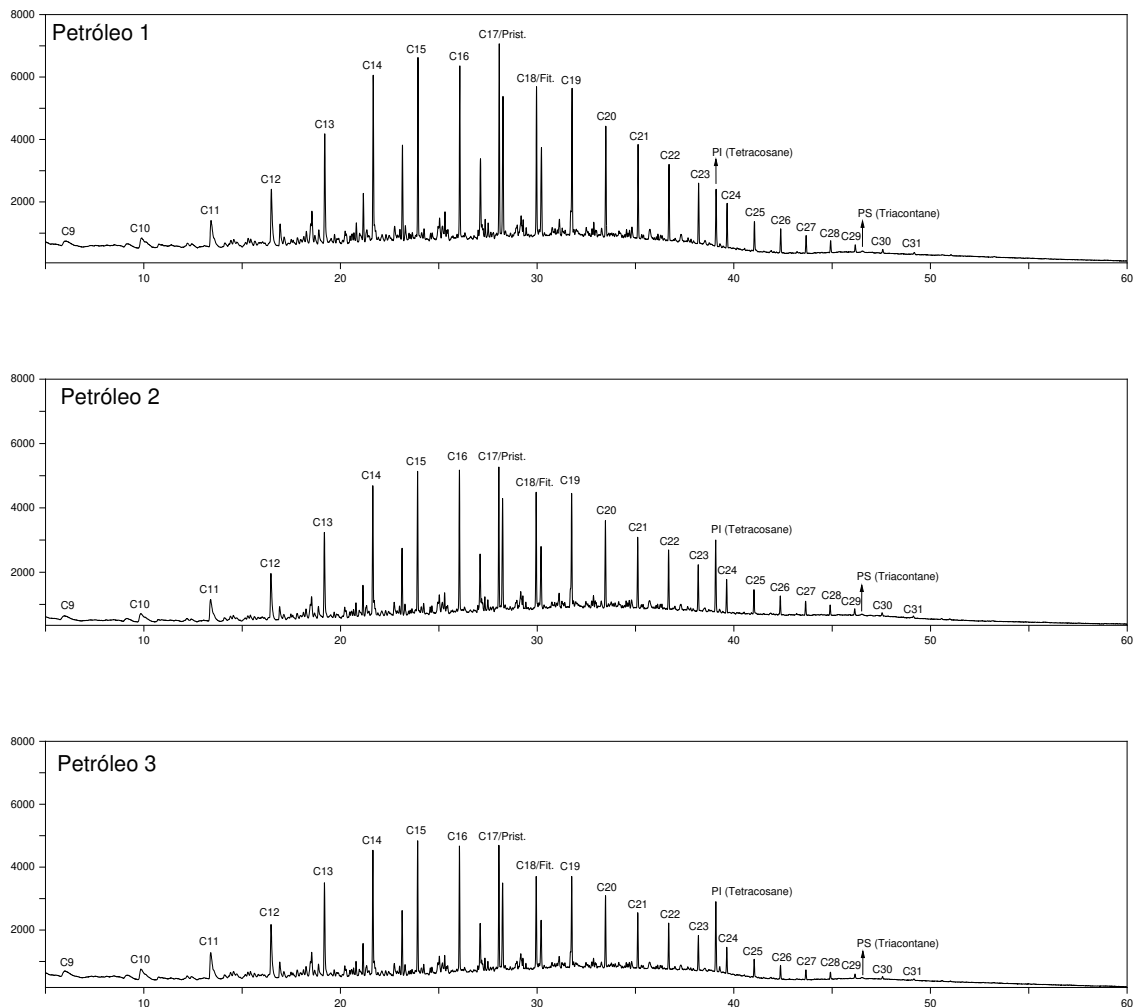 8000
Petróleo 1
C17/Prist.
C15
C16
C14
C18/Fit.
C19
6000
C13
C20
4000
C21
PI (Tetracosane)
C22
C23
C12
C24
2000
C11
C25
PS (Triacontane)
C26
C10
C27
C9
C28
C29
C30
C31
10 20 30 40 50 60
8000
Petróleo 2
6000
C14
C15
C16
C17/Prist.
C18/Fit.
C19
4000
C13
C20
C21
PI (Tetracosane)
C22
C23
C12
C24
2000
C11
C25
PS (Triacontane)
C26
C27
C9
C10
C28
C29
C30
C31
10 20 30 40 50 60
8000
Petróleo 3
6000
C14
C15
C16
C17/Prist.
C18/Fit.
C19
4000
C13
C20
C21
PI (Tetracosane)
C12
C22
C23
2000
C24
C11
C25
PS (Triacontane)
C9
C10
C26
C27
C28
C29
C30
C31
10 20 30 40 50 60